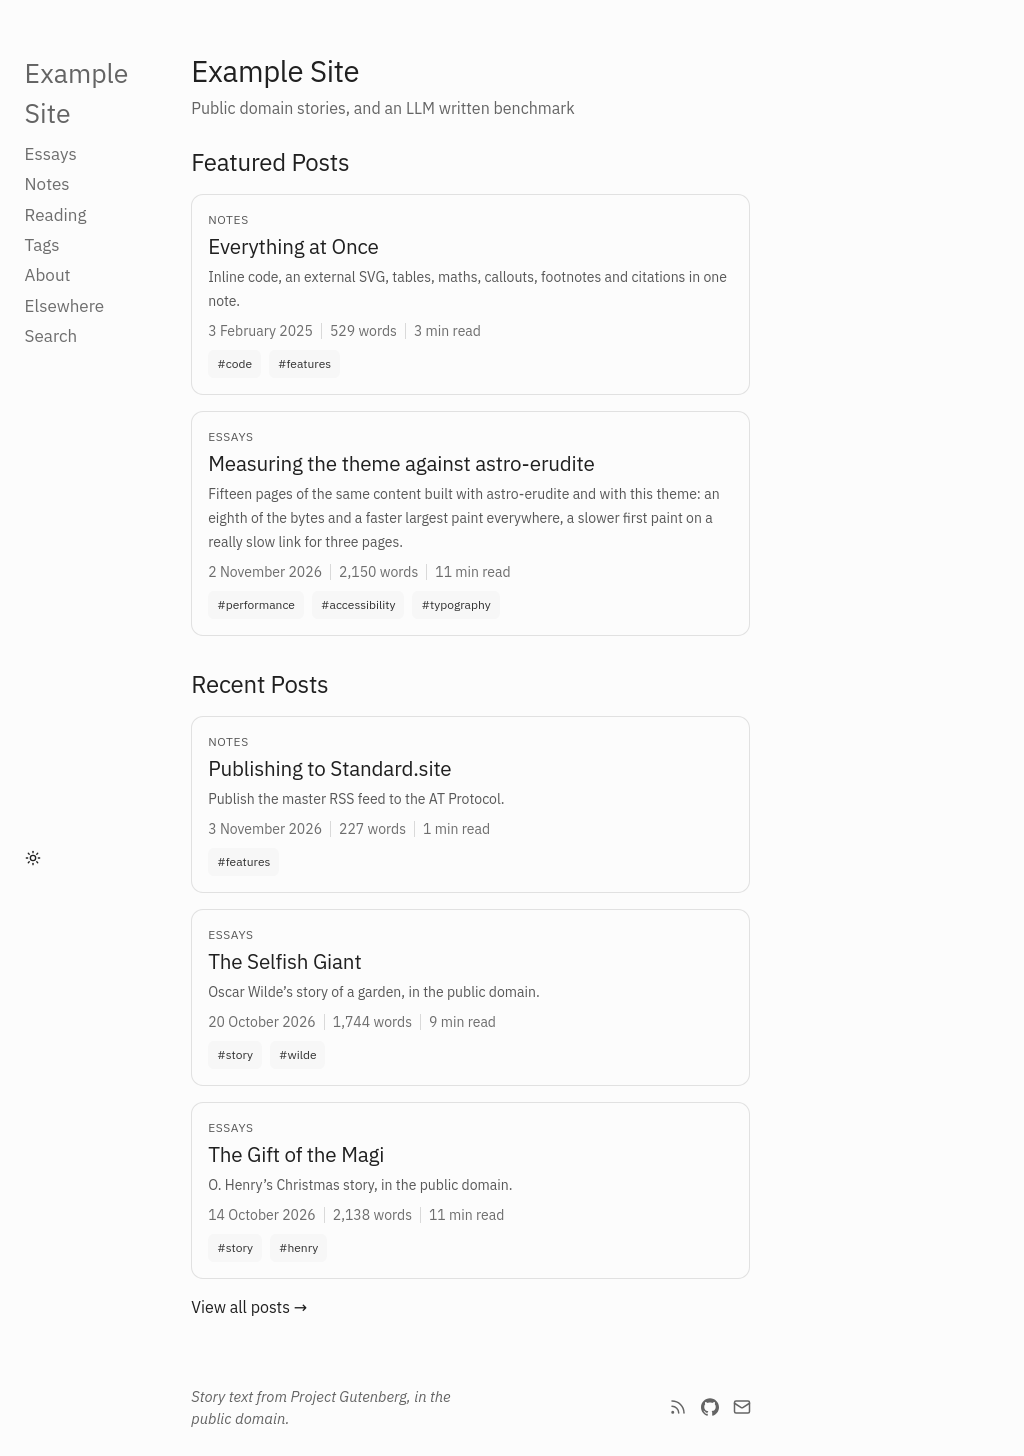 Example
Site
Essays
Notes
Reading
Tags
About
Elsewhere
Search
Example Site
Public domain stories, and an LLM written benchmark
Featured Posts
NOTES
Everything at Once
Inline code, an external SVG, tables, maths, callouts, footnotes and citations in one
note.
3 February 2025 | 529 words | 3 min read
#code #features
ESSAYS
Measuring the theme against astro-erudite
Fifteen pages of the same content built with astro-erudite and with this theme: an
eighth of the bytes and a faster largest paint everywhere, a slower first paint on a
really slow link for three pages.
2 November 2026 | 2,150 words | 11 min read
#performance #accessibility #typography
Recent Posts
NOTES
Publishing to Standard.site
Publish the master RSS feed to the AT Protocol.
3 November 2026 | 227 words | 1 min read
#features
ESSAYS
The Selfish Giant
Oscar Wilde’s story of a garden, in the public domain.
20 October 2026 | 1,744 words | 9 min read
#story #wilde
ESSAYS
The Gift of the Magi
O. Henry’s Christmas story, in the public domain.
14 October 2026 | 2,138 words | 11 min read
#story #henry
View all posts →
Story text from Project Gutenberg, in the
public domain.